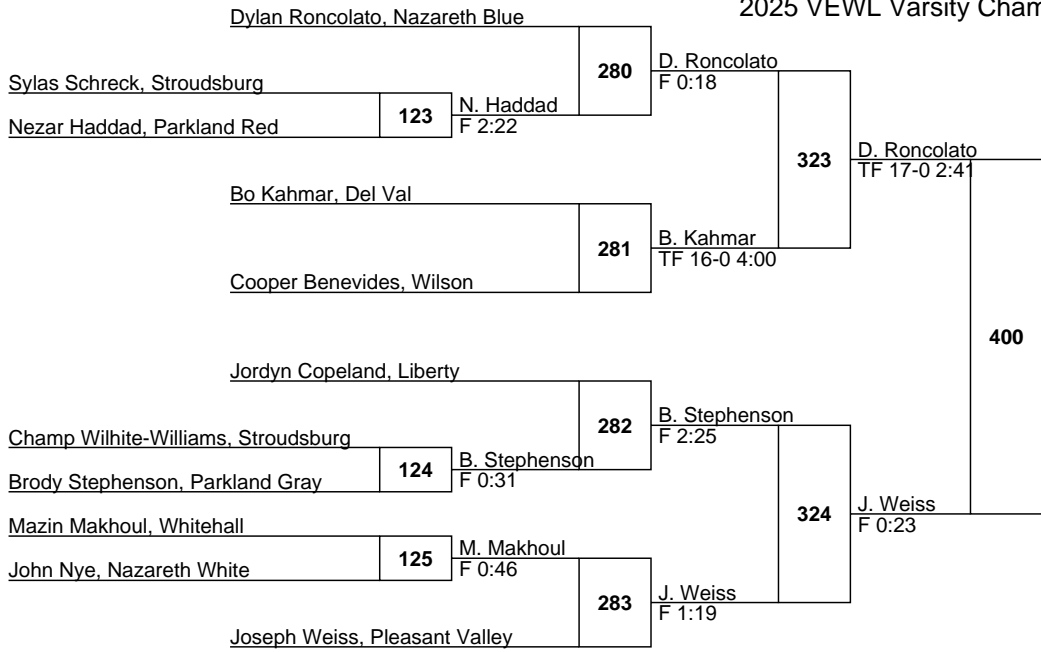 2025 VEWL Varsity Cham
Dylan Roncolato, Nazareth Blue
280
D. Roncolato
F 0:18
Sylas Schreck, Stroudsburg
123
N. Haddad
F 2:22
Nezar Haddad, Parkland Red
323
D. Roncolato
TF 17-0 2:41
Bo Kahmar, Del Val
281
B. Kahmar
TF 16-0 4:00
Cooper Benevides, Wilson
400
Jordyn Copeland, Liberty
282
B. Stephenson
F 2:25
Champ Wilhite-Williams, Stroudsburg
124
B. Stephenson
F 0:31
Brody Stephenson, Parkland Gray
324
J. Weiss
F 0:23
Mazin Makhoul, Whitehall
125
M. Makhoul
F 0:46
John Nye, Nazareth White
283
J. Weiss
F 1:19
Joseph Weiss, Pleasant Valley